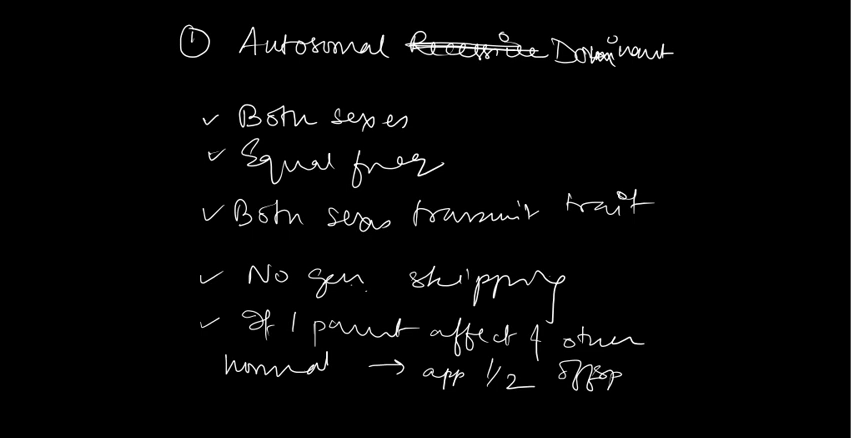 ① Autosomal Recessive Dominant
✓ Both sexes
✓ Equal freq
✓ Both sexes transmit trait
✓ No gen. skipping
✓ If 1 parent affect & other
normal → app 1/2 offsp